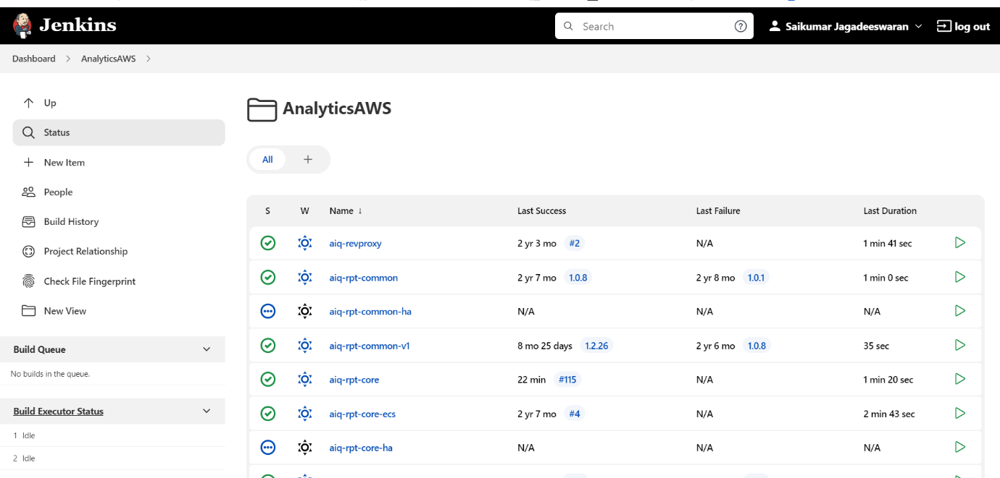 Jenkins
Search
Saikumar Jagadeeswaran
log out
Dashboard
AnalyticsAWS
Up
Status
New Item
People
Build History
Project Relationship
Check File Fingerprint
New View
Build Queue
No builds in the queue.
Build Executor Status
1 Idle
2 Idle
AnalyticsAWS
All +
S W Name ↓ Last Success Last Failure Last Duration
aiq-revproxy 2 yr 3 mo #2 N/A 1 min 41 sec
aiq-rpt-common 2 yr 7 mo 1.0.8 2 yr 8 mo 1.0.1 1 min 0 sec
aiq-rpt-common-ha N/A N/A N/A
aiq-rpt-common-v1 8 mo 25 days 1.2.26 2 yr 6 mo 1.0.8 35 sec
aiq-rpt-core 22 min #115 N/A 1 min 20 sec
aiq-rpt-core-ecs 2 yr 7 mo #4 N/A 2 min 43 sec
aiq-rpt-core-ha N/A N/A N/A